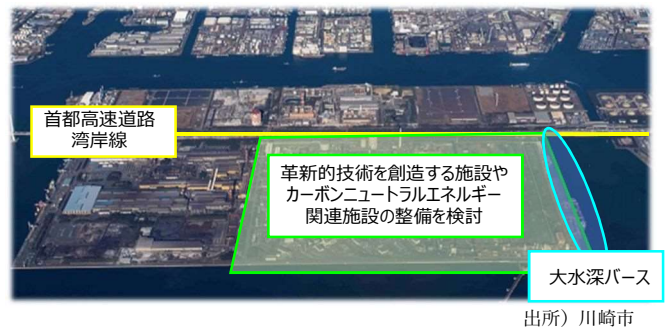 首都高速道路
湾岸線
革新的技術を創造する施設や
カーボンニュートラルエネルギー
関連施設の整備を検討
大水深バース
出所）川崎市